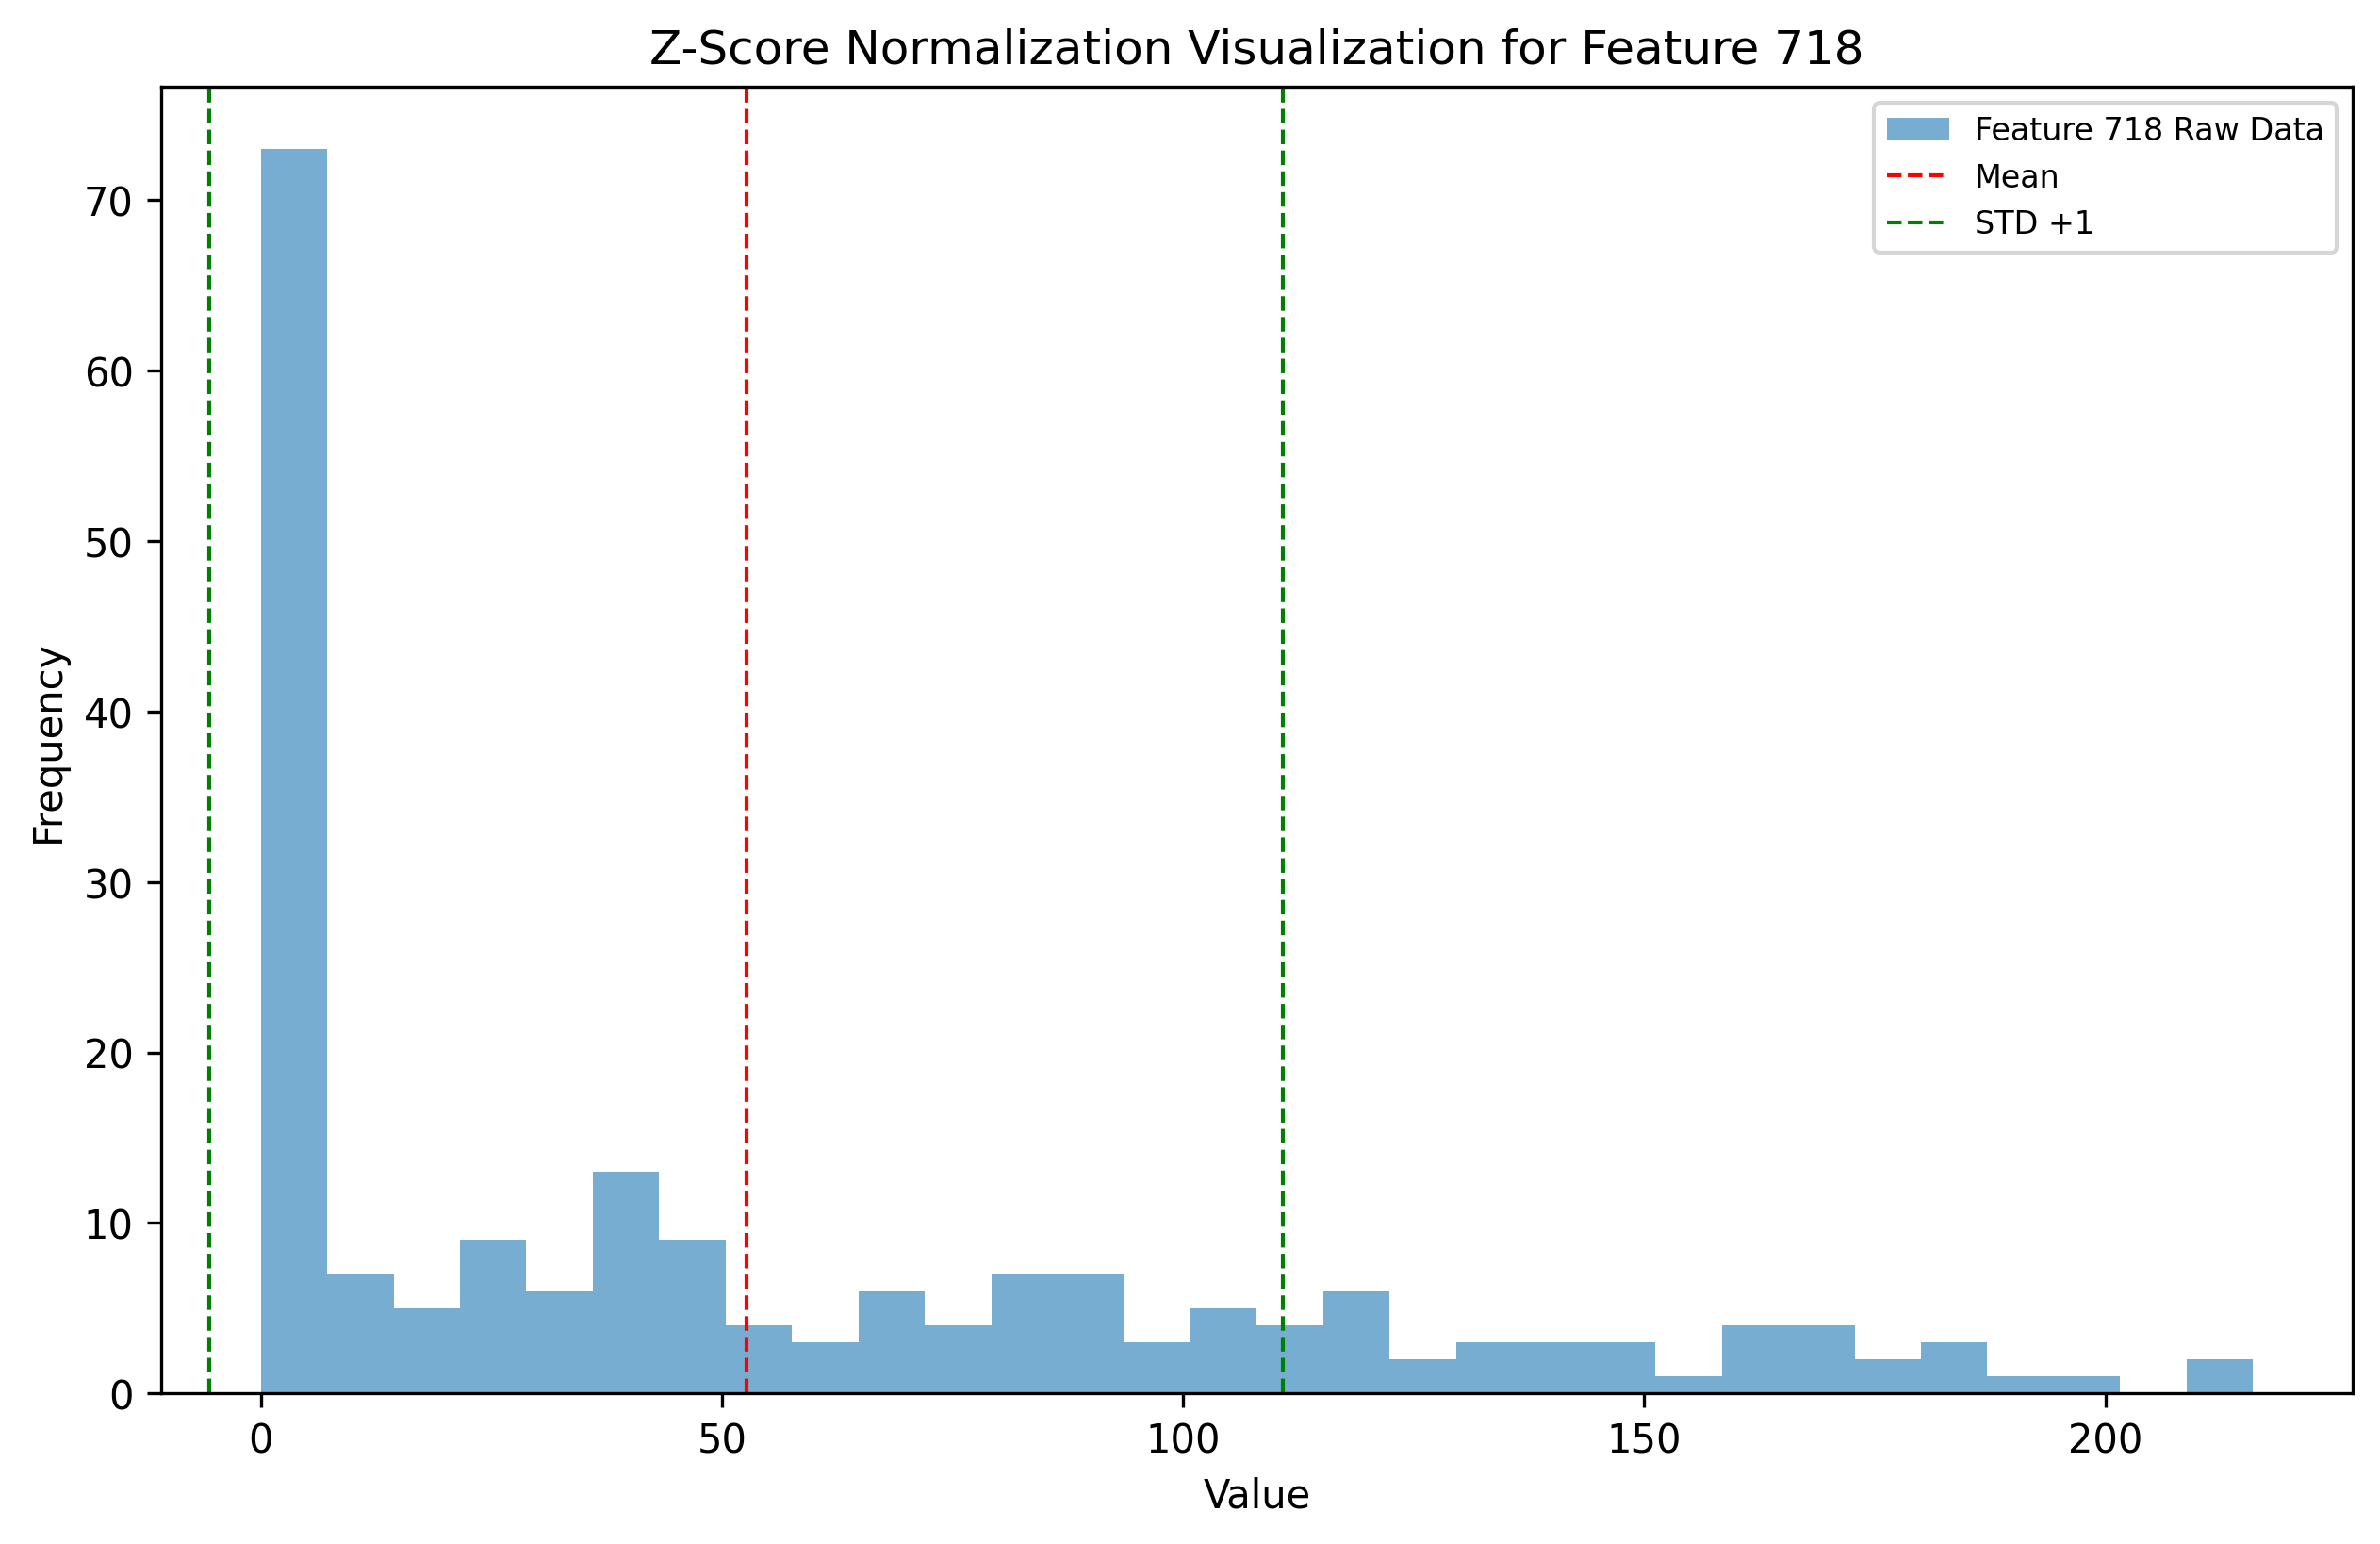 Z-Score Normalization Visualization for Feature 718
Feature 718 Raw Data
Mean
STD +1
Frequency
70
60
50
40
30
20
10
0
0 50 100 150 200
Value